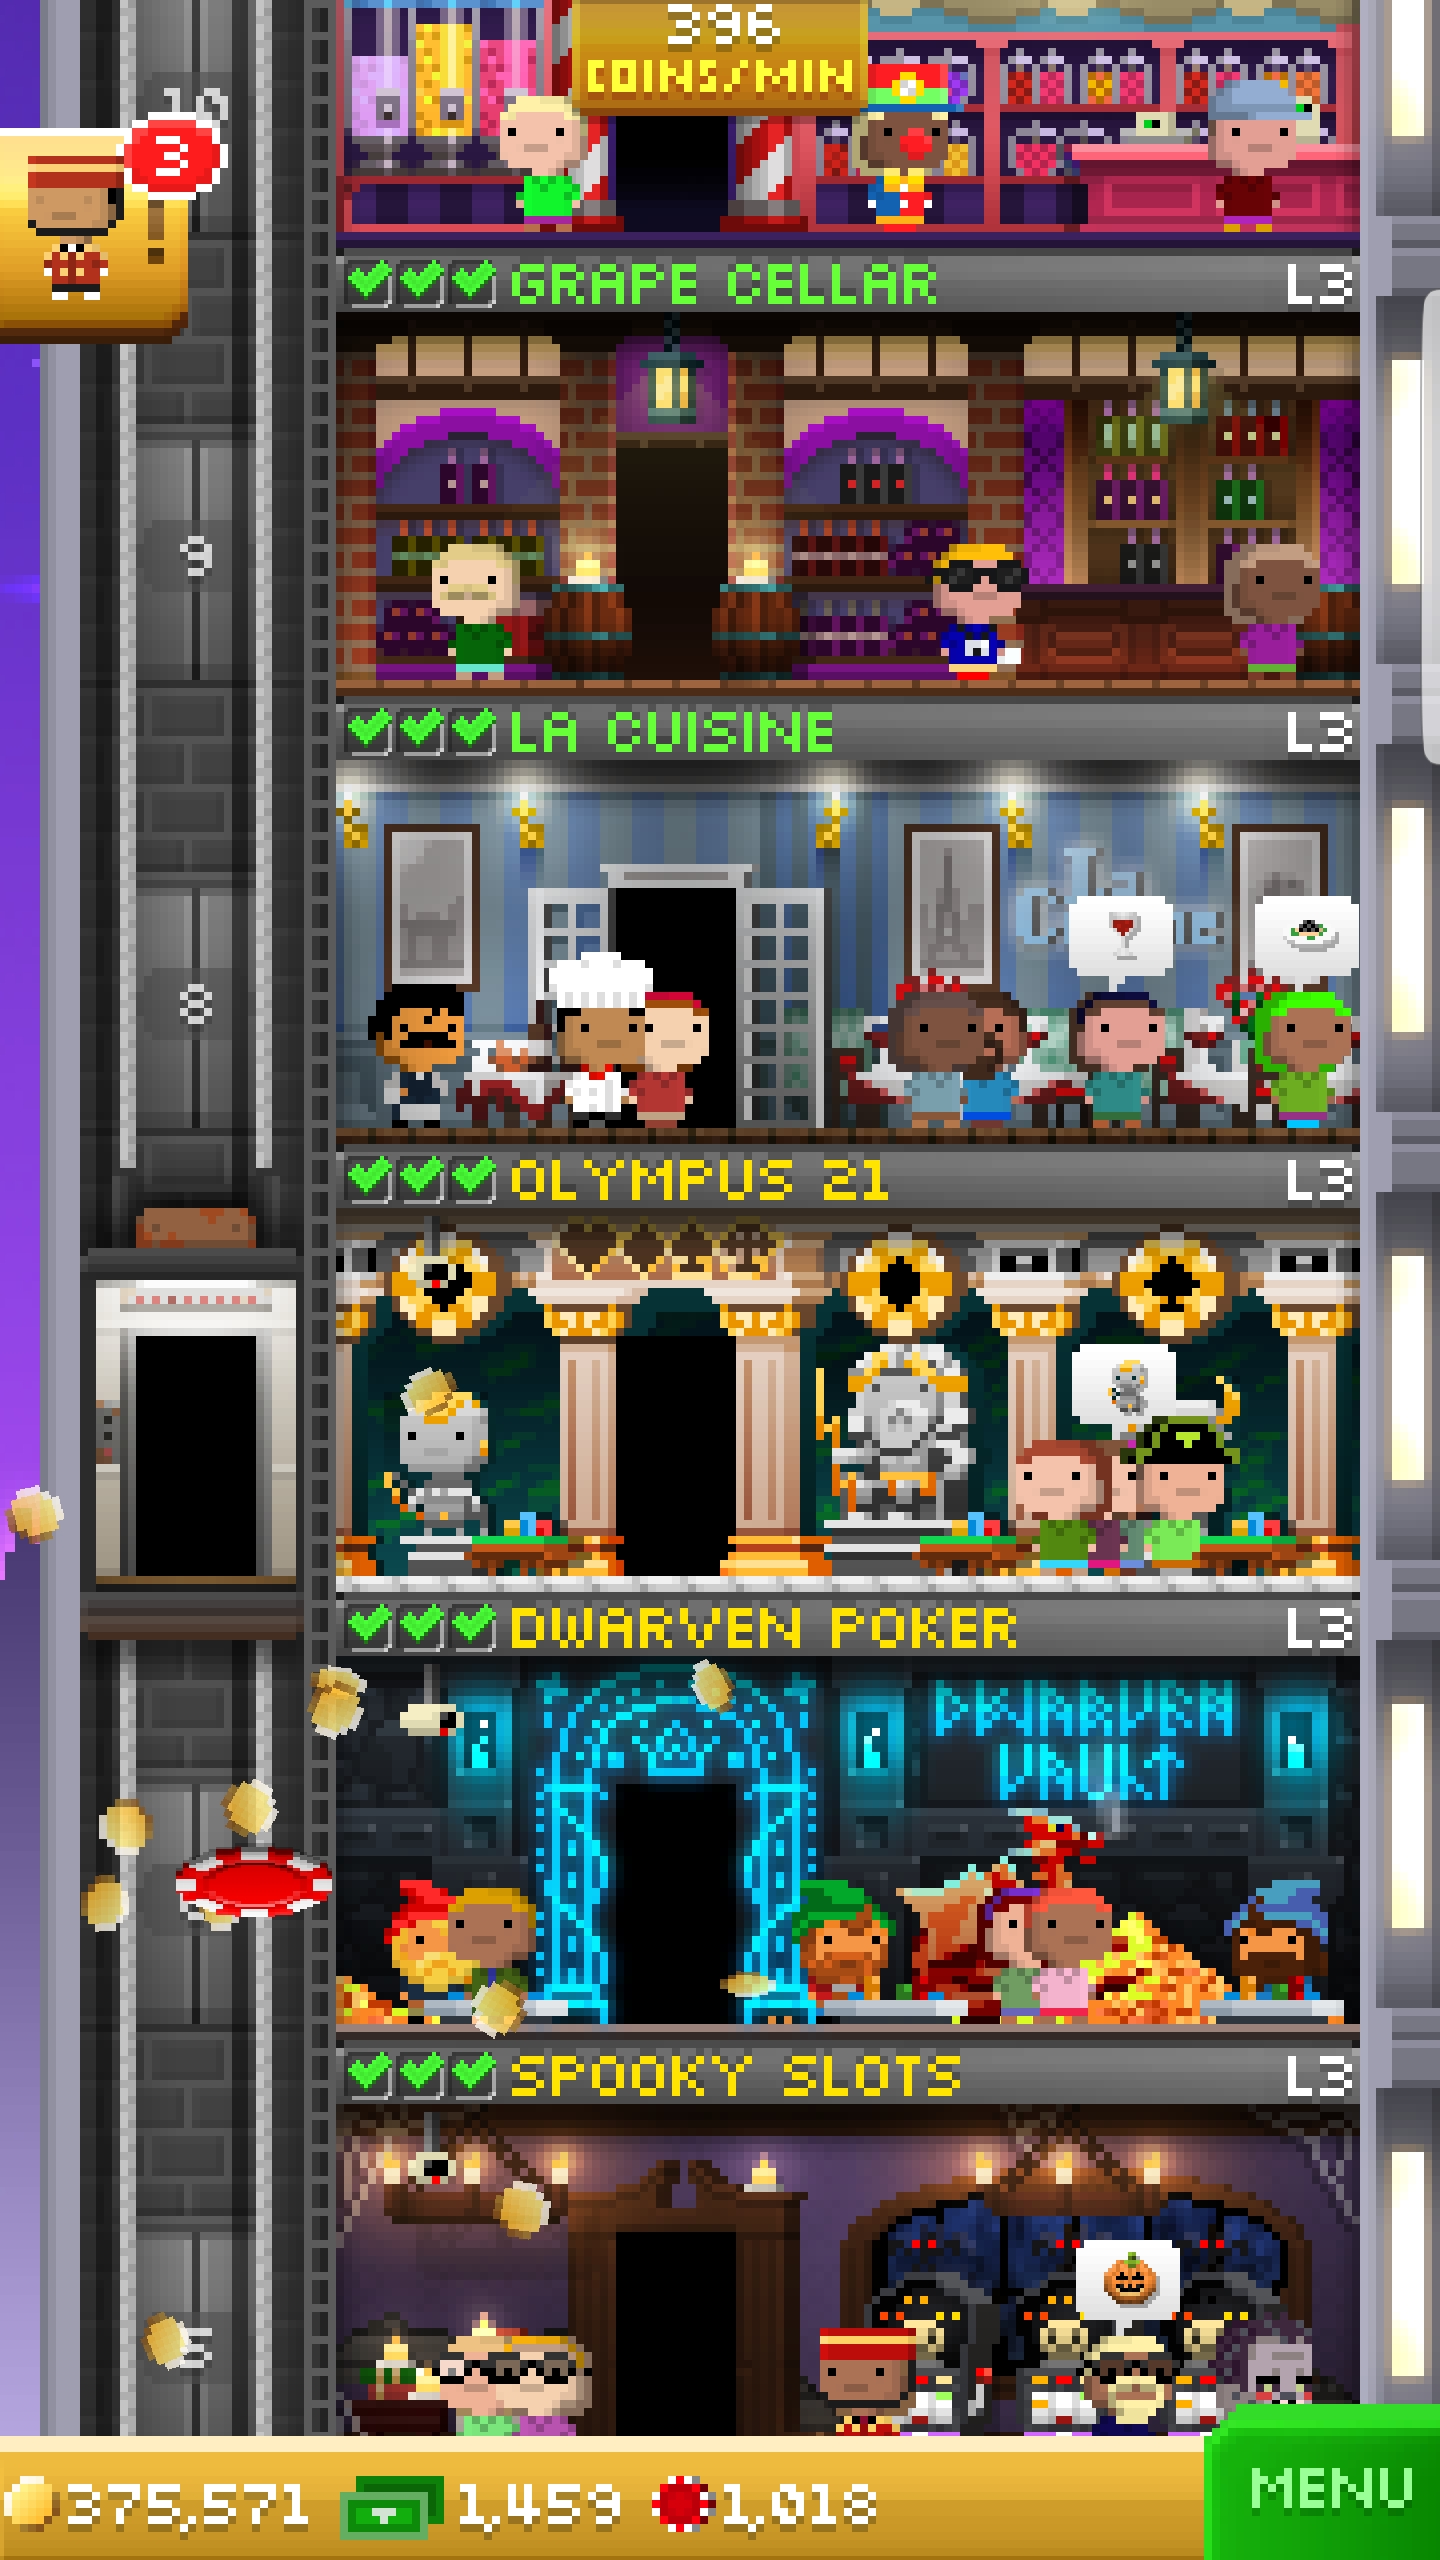 396
COINS/MIN
10
3
GRAPE CELLAR L3
9
LA CUISINE L3
8
La
OLYMPUS 21 L3
DWARVEN POKER L3
DWARVEN
VAULT
SPOOKY SLOTS L3
5
375,571 1,459 1,018
MENU